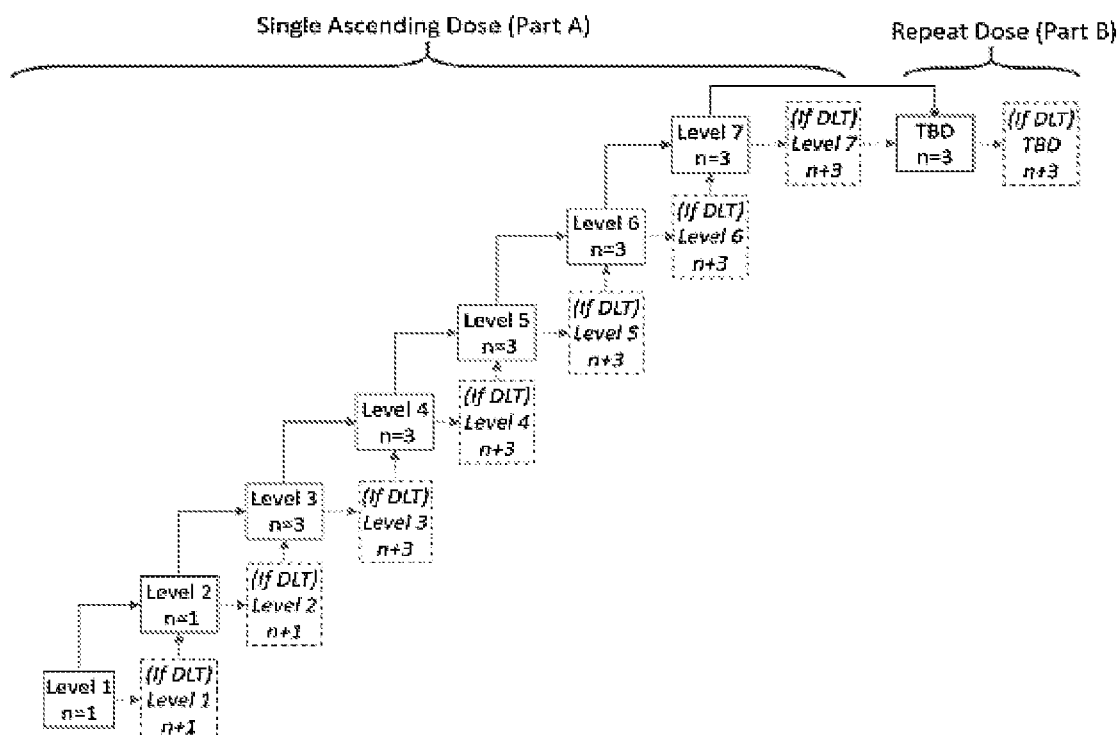 Single Ascending Dose (Part A)
Repeat Dose (Part B)
Level 7
n=3
(If DLT)
Level 7
n+3
TBD
n=3
(If DLT)
TBD
n+3
Level 6
n=3
(If DLT)
Level 6
n+3
Level 5
n=3
(If DLT)
Level 5
n+3
Level 4
n=3
(If DLT)
Level 4
n+3
Level 3
n=3
(If DLT)
Level 3
n+3
Level 2
n=1
(If DLT)
Level 2
n+1
Level 1
n=1
(If DLT)
Level 1
n+1